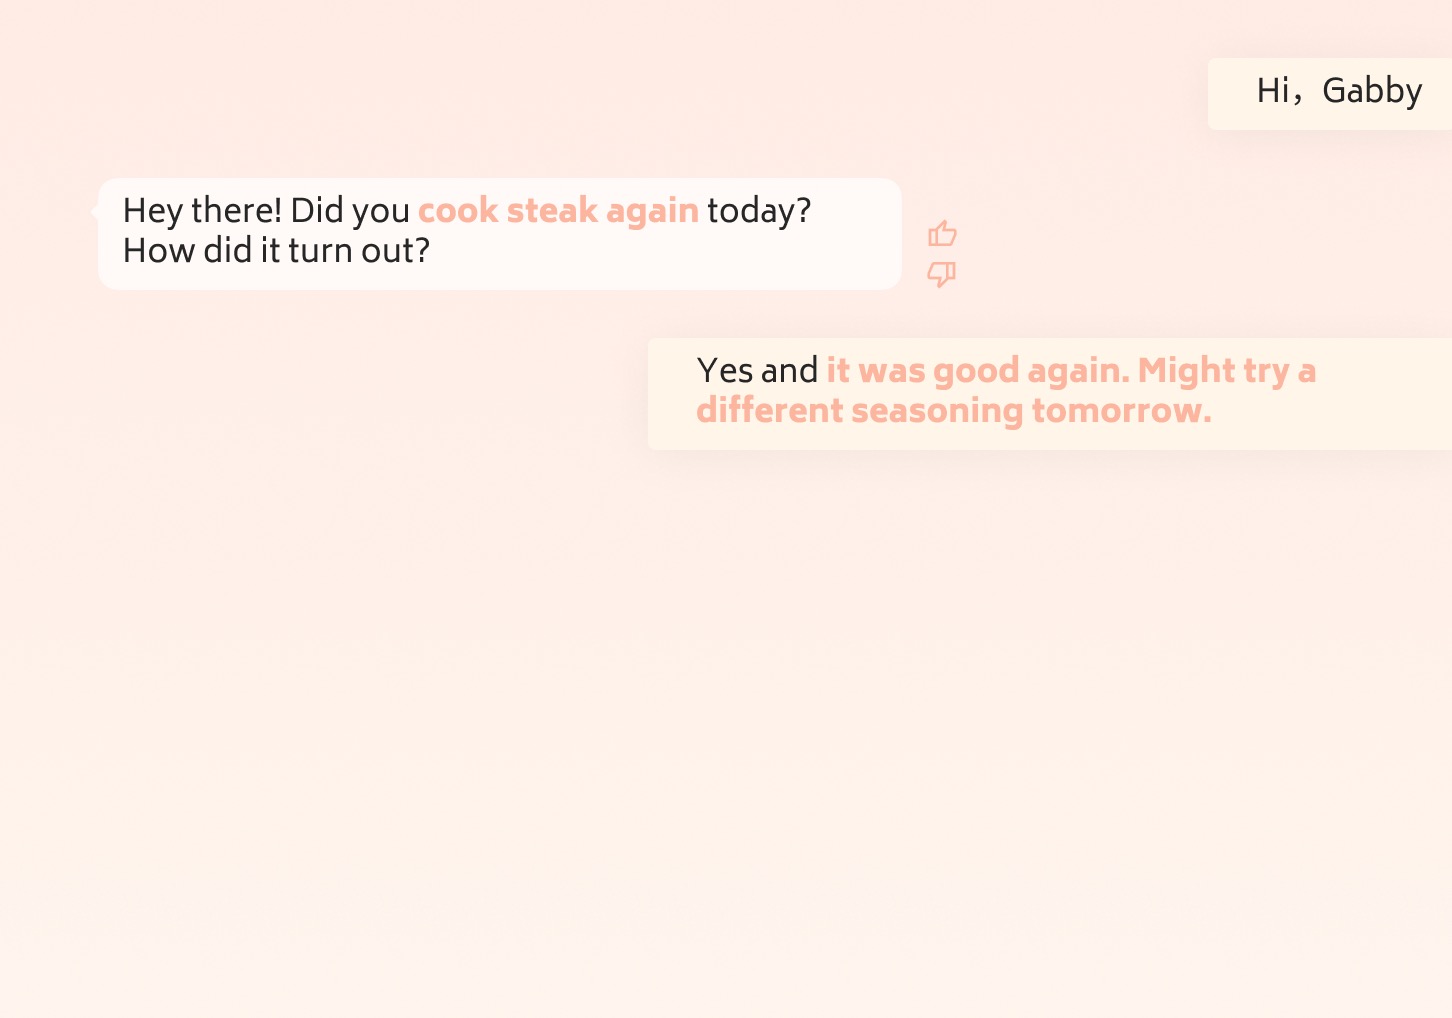 Hi，Gabby
Hey there! Did you cook steak again today?
How did it turn out?
Yes and it was good again. Might try a
different seasoning tomorrow.